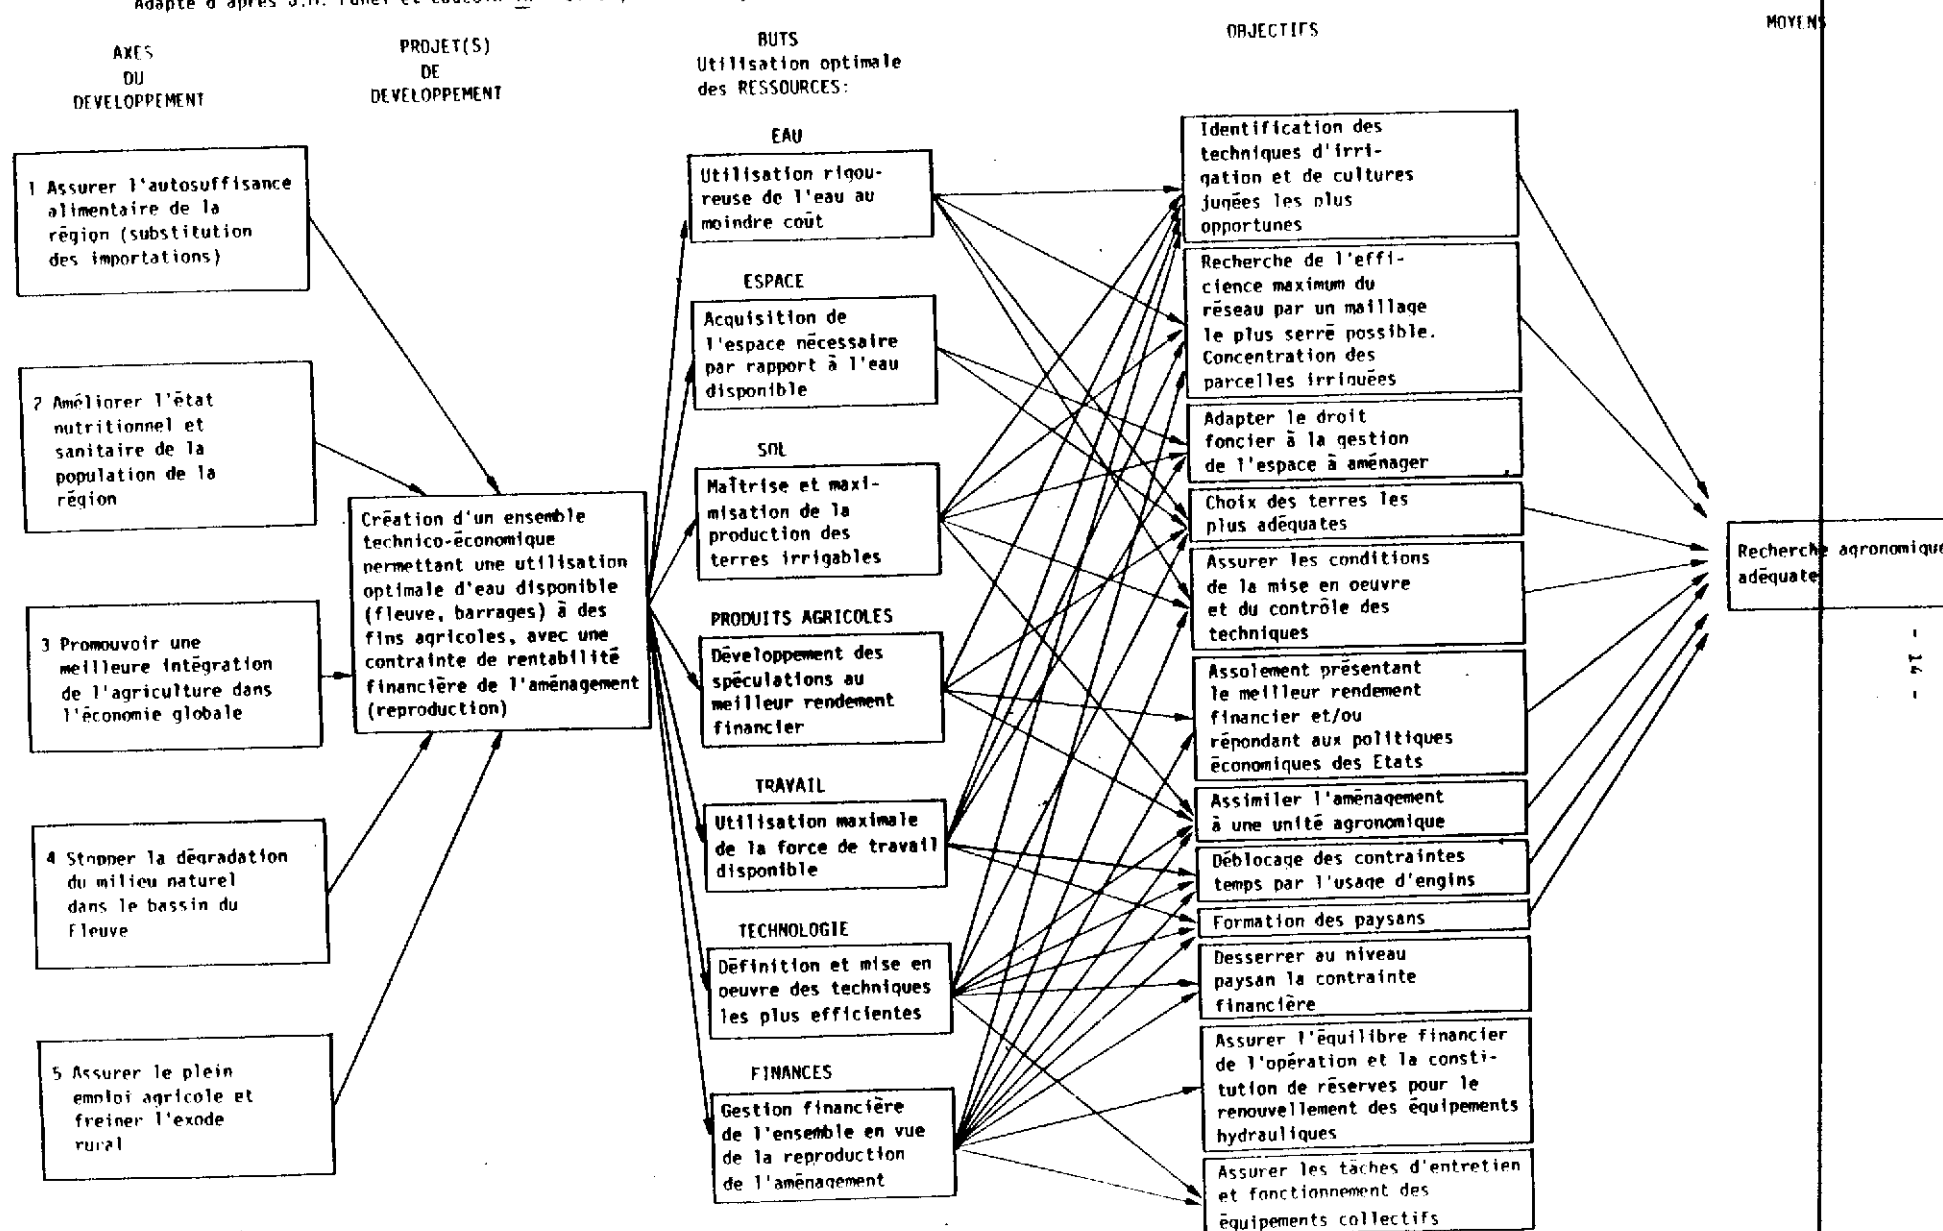 Adapté d'après
AXES
DU
DEVELOPPEMENT
1 Assurer l'autosuffisance
alimentaire de la
région (substitution
des importations)
2 Améliorer l'état
nutritionnel et
sanitaire de la
population de la
région
3 Promouvoir une
meilleure intégration
de l'agriculture dans
l'économie globale
4 Stopper la dégradation
du milieu naturel
dans le bassin du
Fleuve
5 Assurer le plein
emploi agricole et
freiner l'exode
rural
PROJET(S)
DE
DEVELOPPEMENT
Création d'un ensemble
technico-économique
permettant une utilisation
optimale d'eau disponible
(fleuve, barrages) à des
fins agricoles, avec une
contrainte de rentabilité
financière de l'aménagement
(reproduction)
BUTS
Utilisation optimale
des RESSOURCES:
EAU
Utilisation rigou-
reuse de l'eau au
moindre coût
ESPACE
Acquisition de
l'espace nécessaire
par rapport à l'eau
disponible
SOL
Maîtrise et maxi-
misation de la
production des
terres irrigables
PRODUITS AGRICOLES
Développement des
spéculations au
meilleur rendement
financier
TRAVAIL
Utilisation maximale
de la force de travail
disponible
TECHNOLOGIE
Définition et mise en
oeuvre des techniques
les plus efficientes
FINANCES
Gestion financière
de l'ensemble en vue
de la reproduction
de l'aménagement
OBJECTIFS
Identification des
techniques d'irri-
gation et de cultures
jugées les plus
opportunes
Recherche de l'effi-
cience maximum du
réseau par un maillage
le plus serré possible.
Concentration des
parcelles irriguées
Adapter le droit
foncier à la gestion
de l'espace à aménager
Choix des terres les
plus adéquates
Assurer les conditions
de la mise en oeuvre
et du contrôle des
techniques
Assolement présentant
le meilleur rendement
financier et/ou
répondant aux politiques
économiques des Etats
Assimiler l'aménagement
à une unité agronomique
Déblocage des contraintes
temps par l'usage d'engins
Formation des paysans
Desserrer au niveau
paysan la contrainte
financière
Assurer l'équilibre financier
de l'opération et la consti-
tution de réserves pour le
renouvellement des équipements
hydrauliques
Assurer les tâches d'entretien
et fonctionnement des
équipements collectifs
MOYENS
Recherche agronomique
adéquate
- 14 -